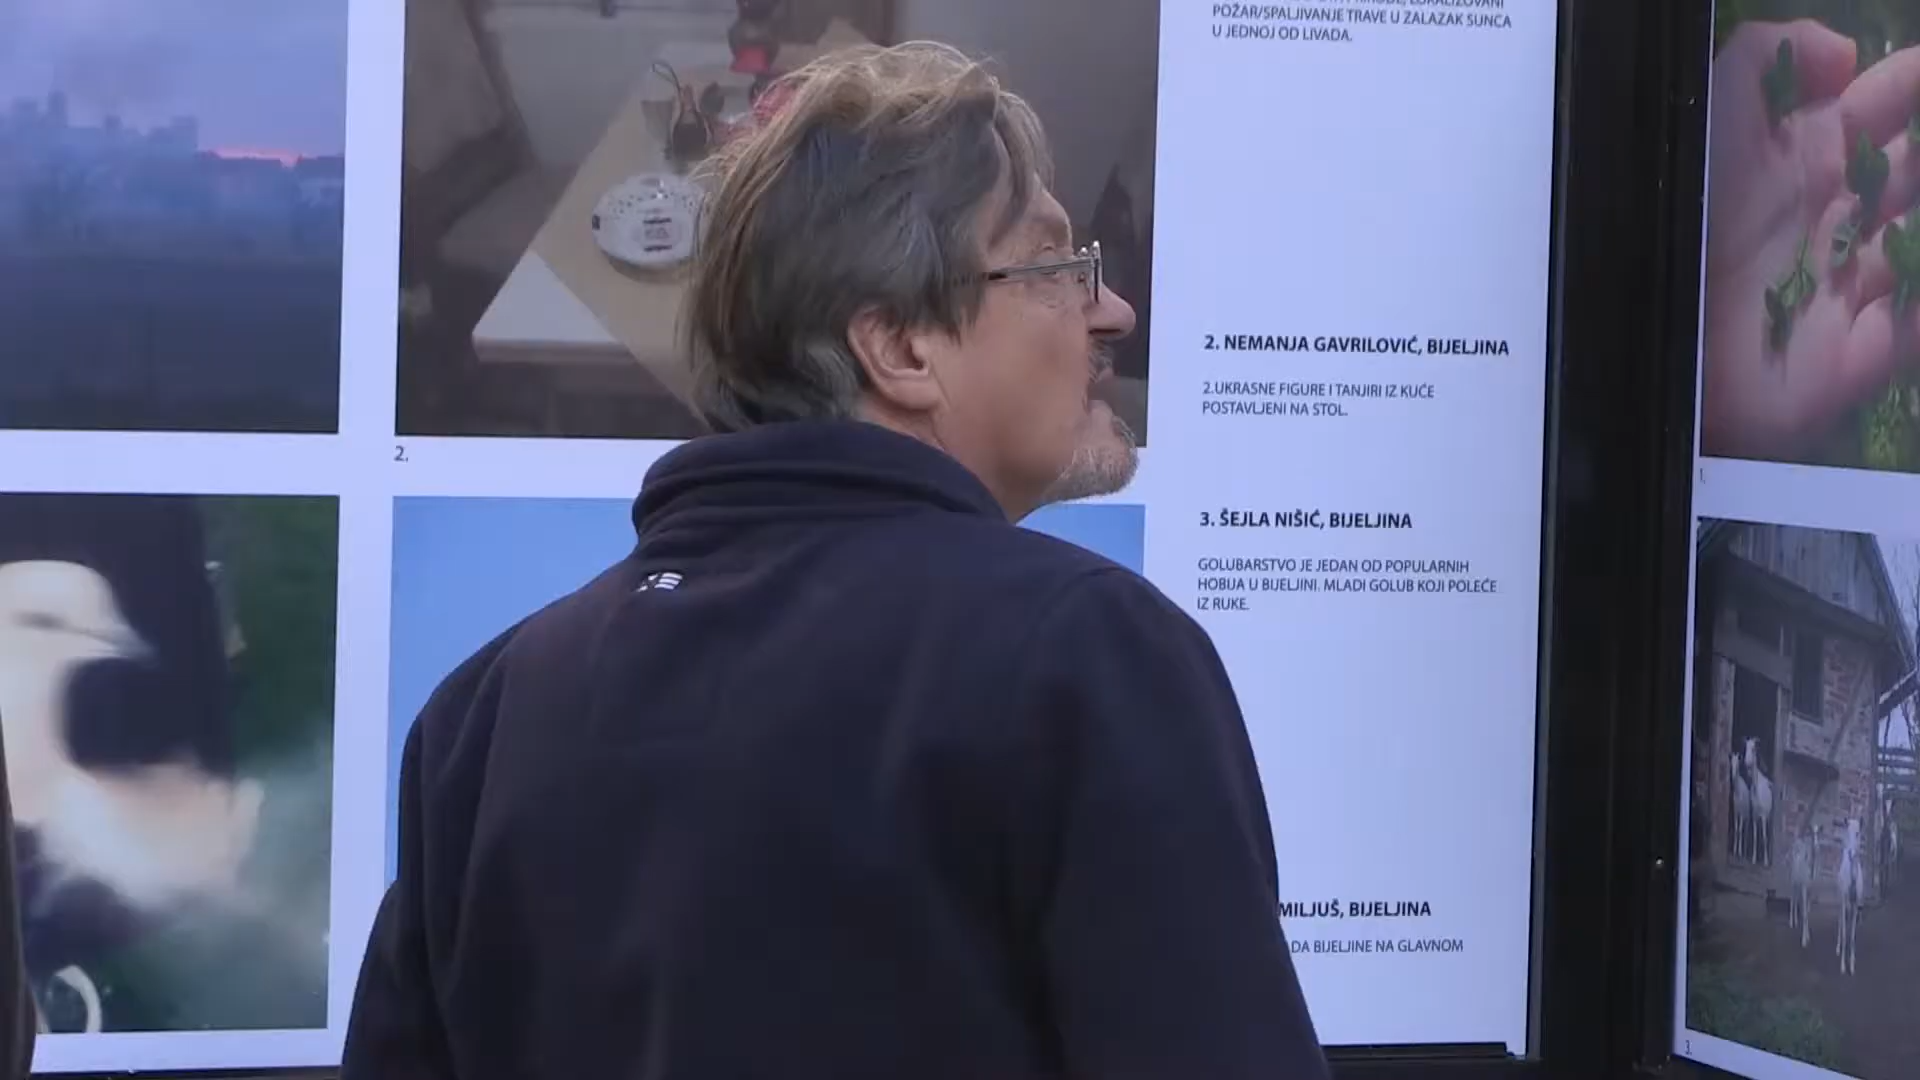 POŽAR/SPALJIVANJE TRAVE U ZALAZAK SUNCA
U JEDNOJ OD LIVADA.
2. NEMANJA GAVRILOVIĆ, BIJELJINA
2.UKRASNE FIGURE I TANJIRI IZ KUĆE
POSTAVLJENI NA STOL.
2.
3. ŠEJLA NIŠIĆ, BIJELJINA
GOLUBARSTVO JE JEDAN OD POPULARNIH
HOBIJA U BIJELJINI. MLADI GOLUB KOJI POLEĆE
IZ RUKE.
MILJUŠ, BIJELJINA
DA BIJELJINE NA GLAVNOM
1.
3.